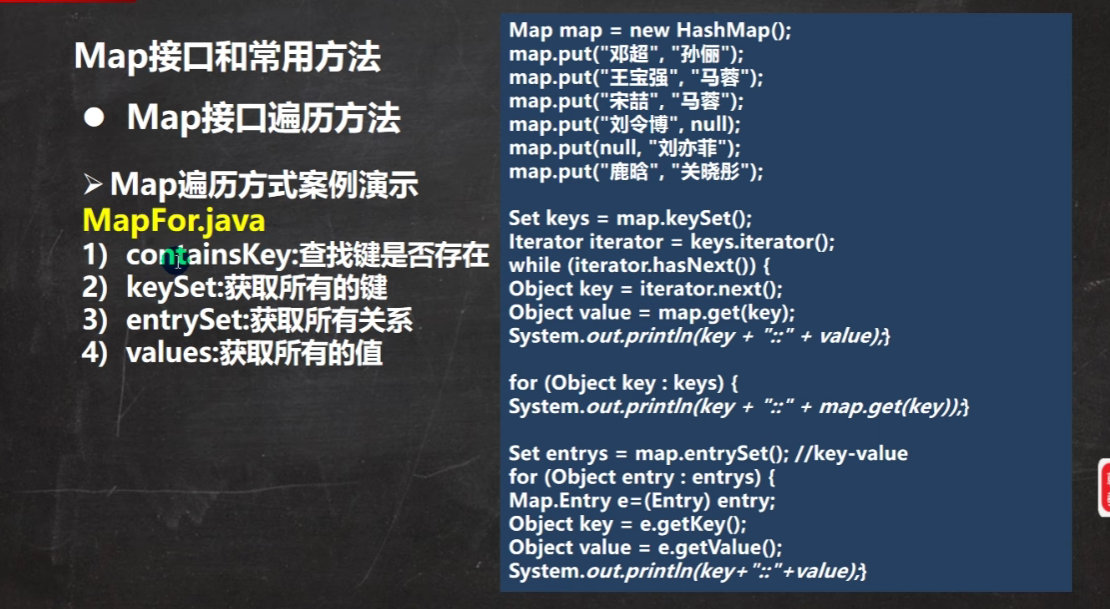 Map接口和常用方法
● Map接口遍历方法
➢Map遍历方式案例演示
MapFor.java
1) containsKey:查找键是否存在
2) keySet:获取所有的键
3) entrySet:获取所有关系
4) values:获取所有的值
Map map = new HashMap();
map.put("邓超", "孙俪");
map.put("王宝强", "马蓉");
map.put("宋喆", "马蓉");
map.put("刘令博", null);
map.put(null, "刘亦菲");
map.put("鹿晗", "关晓彤");
Set keys = map.keySet();
Iterator iterator = keys.iterator();
while (iterator.hasNext()) {
Object key = iterator.next();
Object value = map.get(key);
System.out.println(key + "::" + value);}
for (Object key : keys) {
System.out.println(key + "::" + map.get(key));}
Set entrys = map.entrySet(); //key-value
for (Object entry : entrys) {
Map.Entry e=(Entry) entry;
Object key = e.getKey();
Object value = e.getValue();
System.out.println(key+"::"+value);}